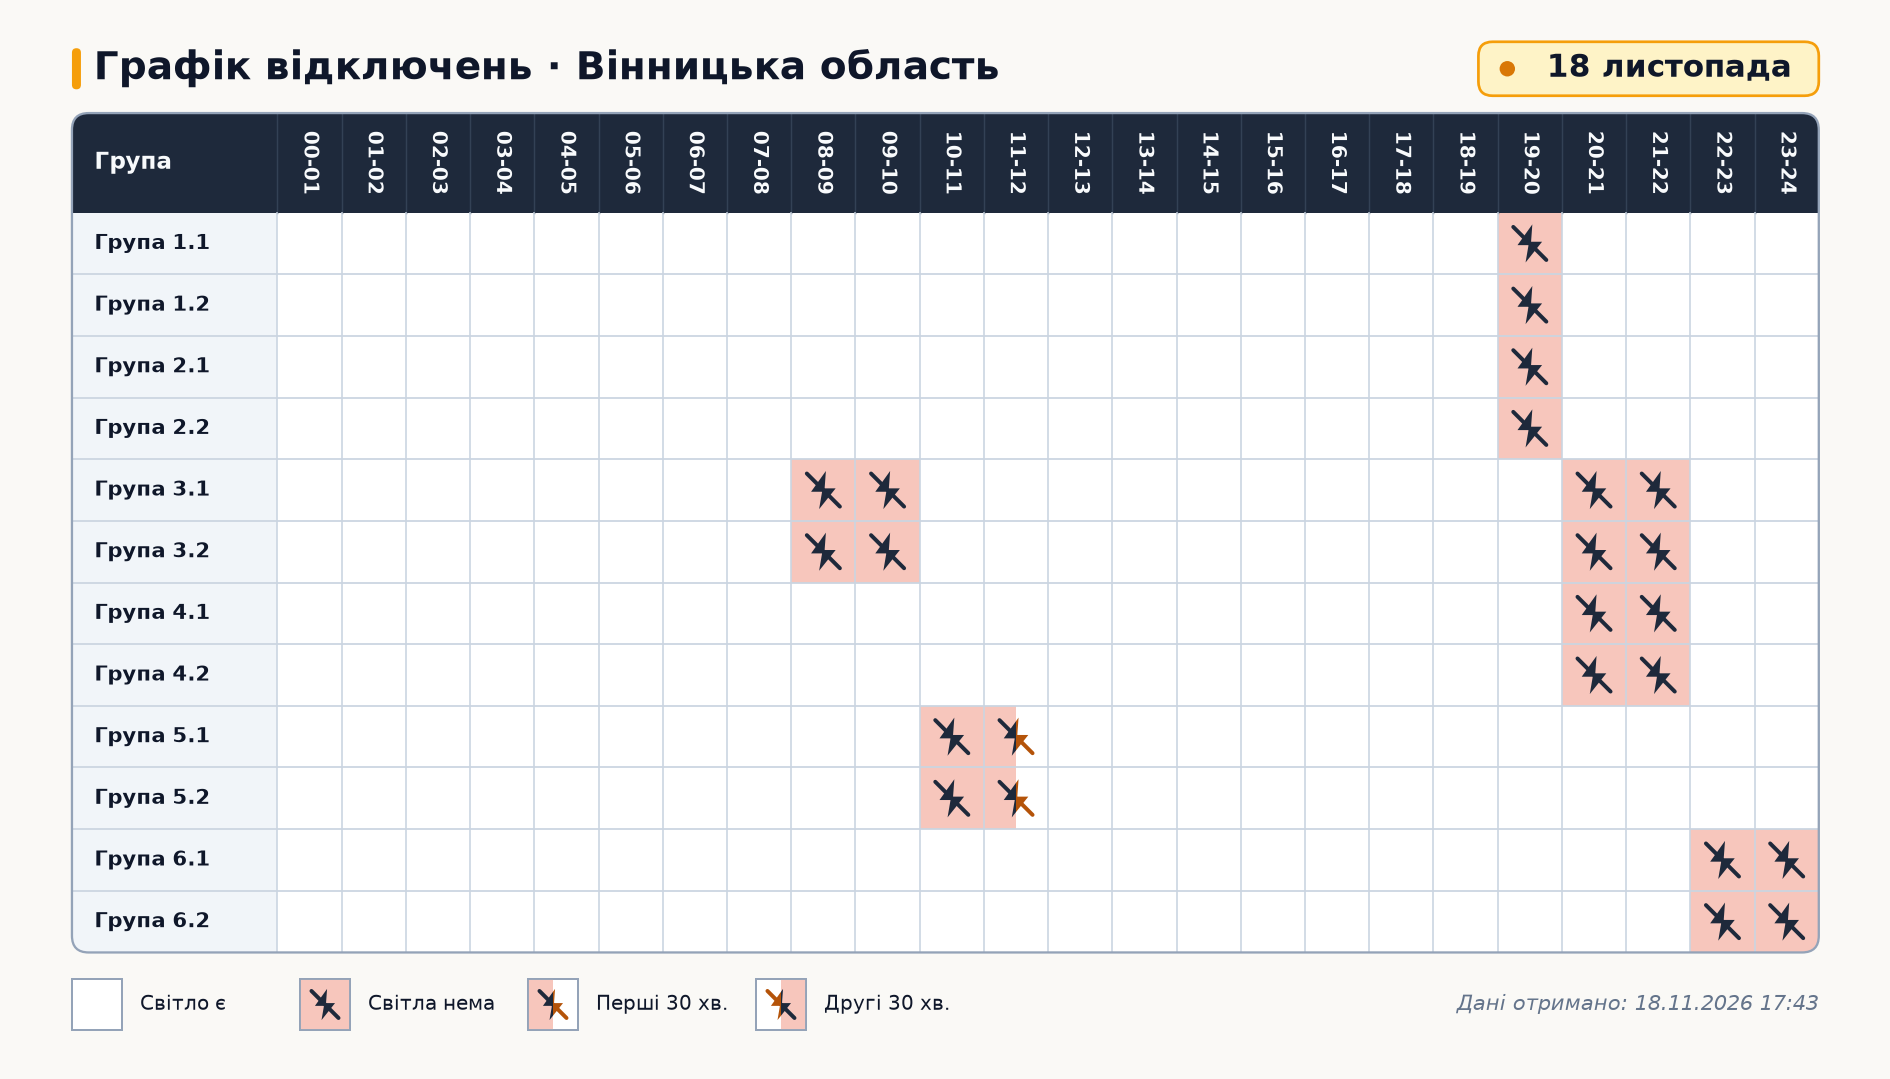 Графік відключень · Вінницька область
18 листопада
Група 00-01 01-02 02-03 03-04 04-05 05-06 06-07 07-08 08-09 09-10 10-11 11-12 12-13 13-14 14-15 15-16 16-17 17-18 18-19 19-20 20-21 21-22 22-23 23-24
Група 1.1
Група 1.2
Група 2.1
Група 2.2
Група 3.1
Група 3.2
Група 4.1
Група 4.2
Група 5.1
Група 5.2
Група 6.1
Група 6.2
Світло є Світла нема Перші 30 хв. Другі 30 хв. Дані отримано: 18.11.2026 17:43